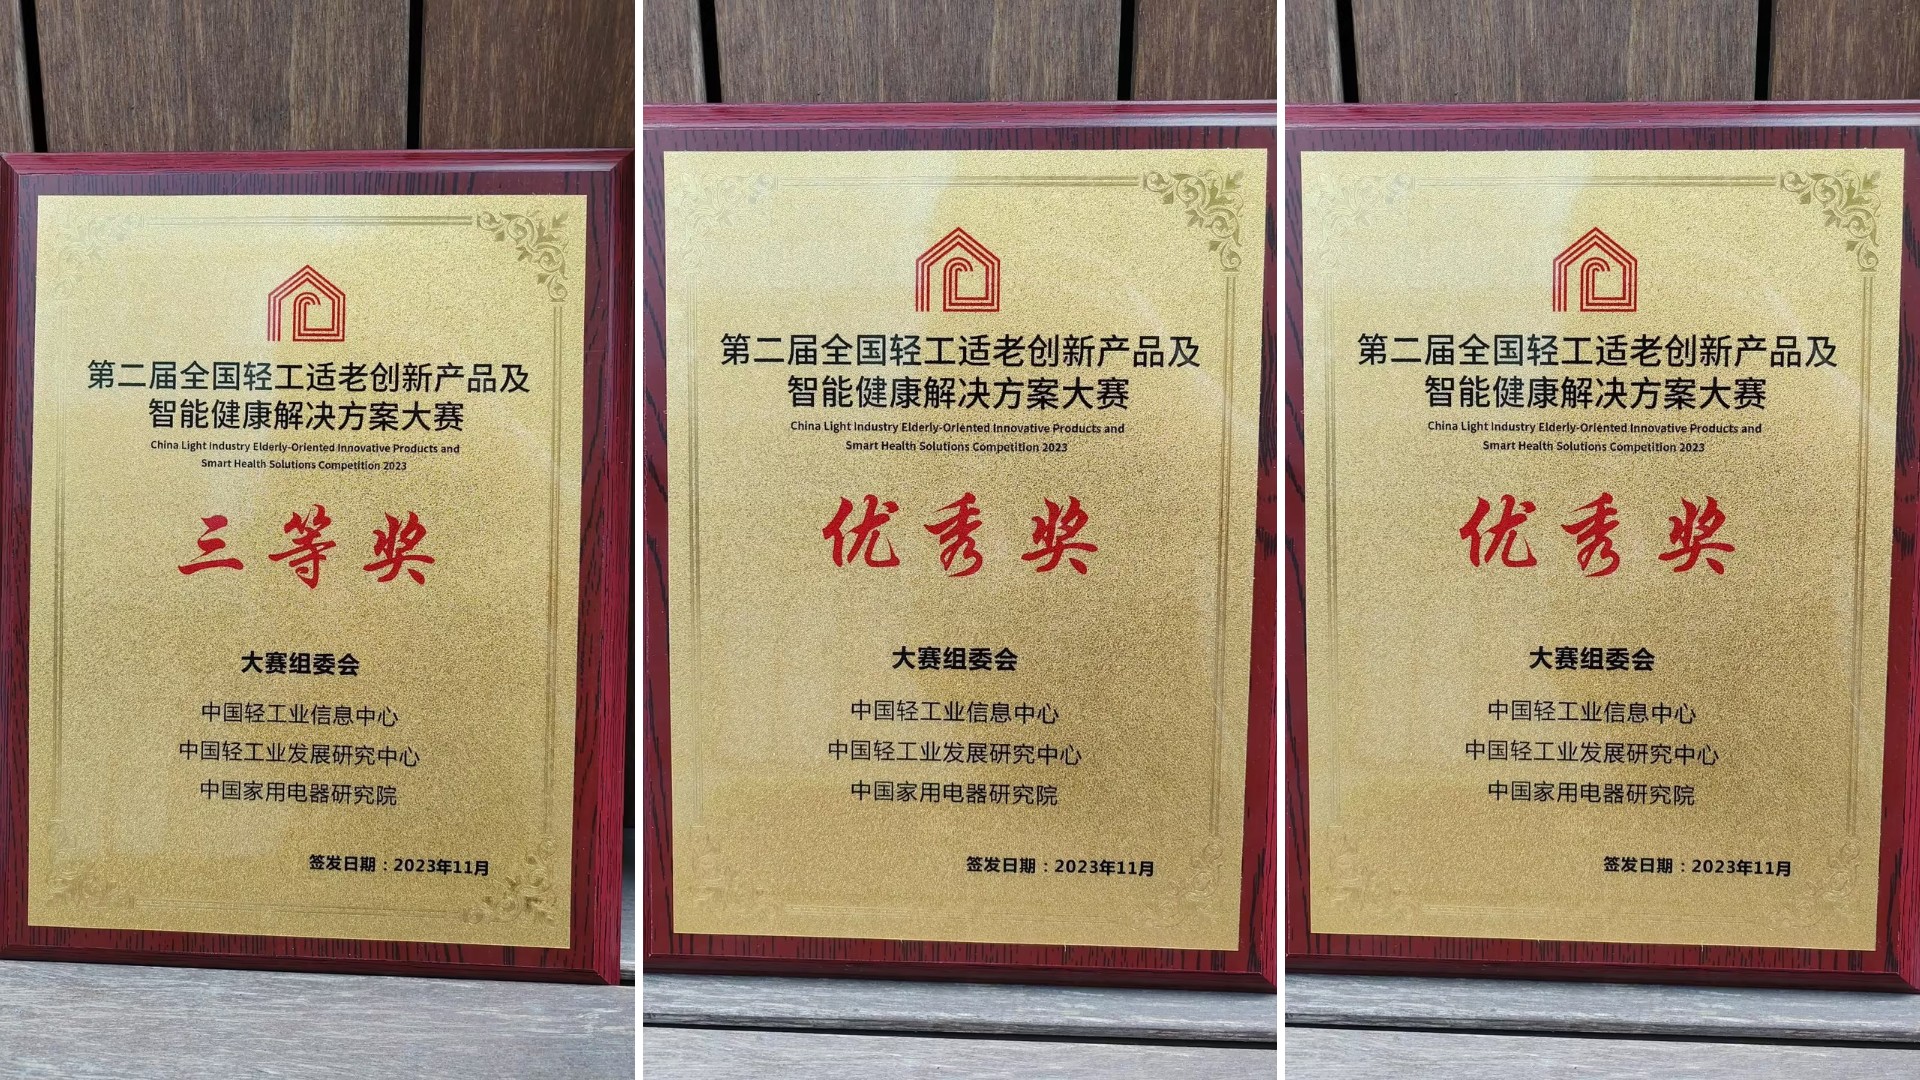 第二届全国轻工适老创新产品及
智能健康解决方案大赛
China Light Industry Elderly-Oriented Innovative Products and
Smart Health Solutions Competition 2023
三等奖
大赛组委会
中国轻工业信息中心
中国轻工业发展研究中心
中国家用电器研究院
签发日期：2023年11月
第二届全国轻工适老创新产品及
智能健康解决方案大赛
China Light Industry Elderly-Oriented Innovative Products and
Smart Health Solutions Competition 2023
优秀奖
大赛组委会
中国轻工业信息中心
中国轻工业发展研究中心
中国家用电器研究院
签发日期：2023年11月
第二届全国轻工适老创新产品及
智能健康解决方案大赛
China Light Industry Elderly-Oriented Innovative Products and
Smart Health Solutions Competition 2023
优秀奖
大赛组委会
中国轻工业信息中心
中国轻工业发展研究中心
中国家用电器研究院
签发日期：2023年11月